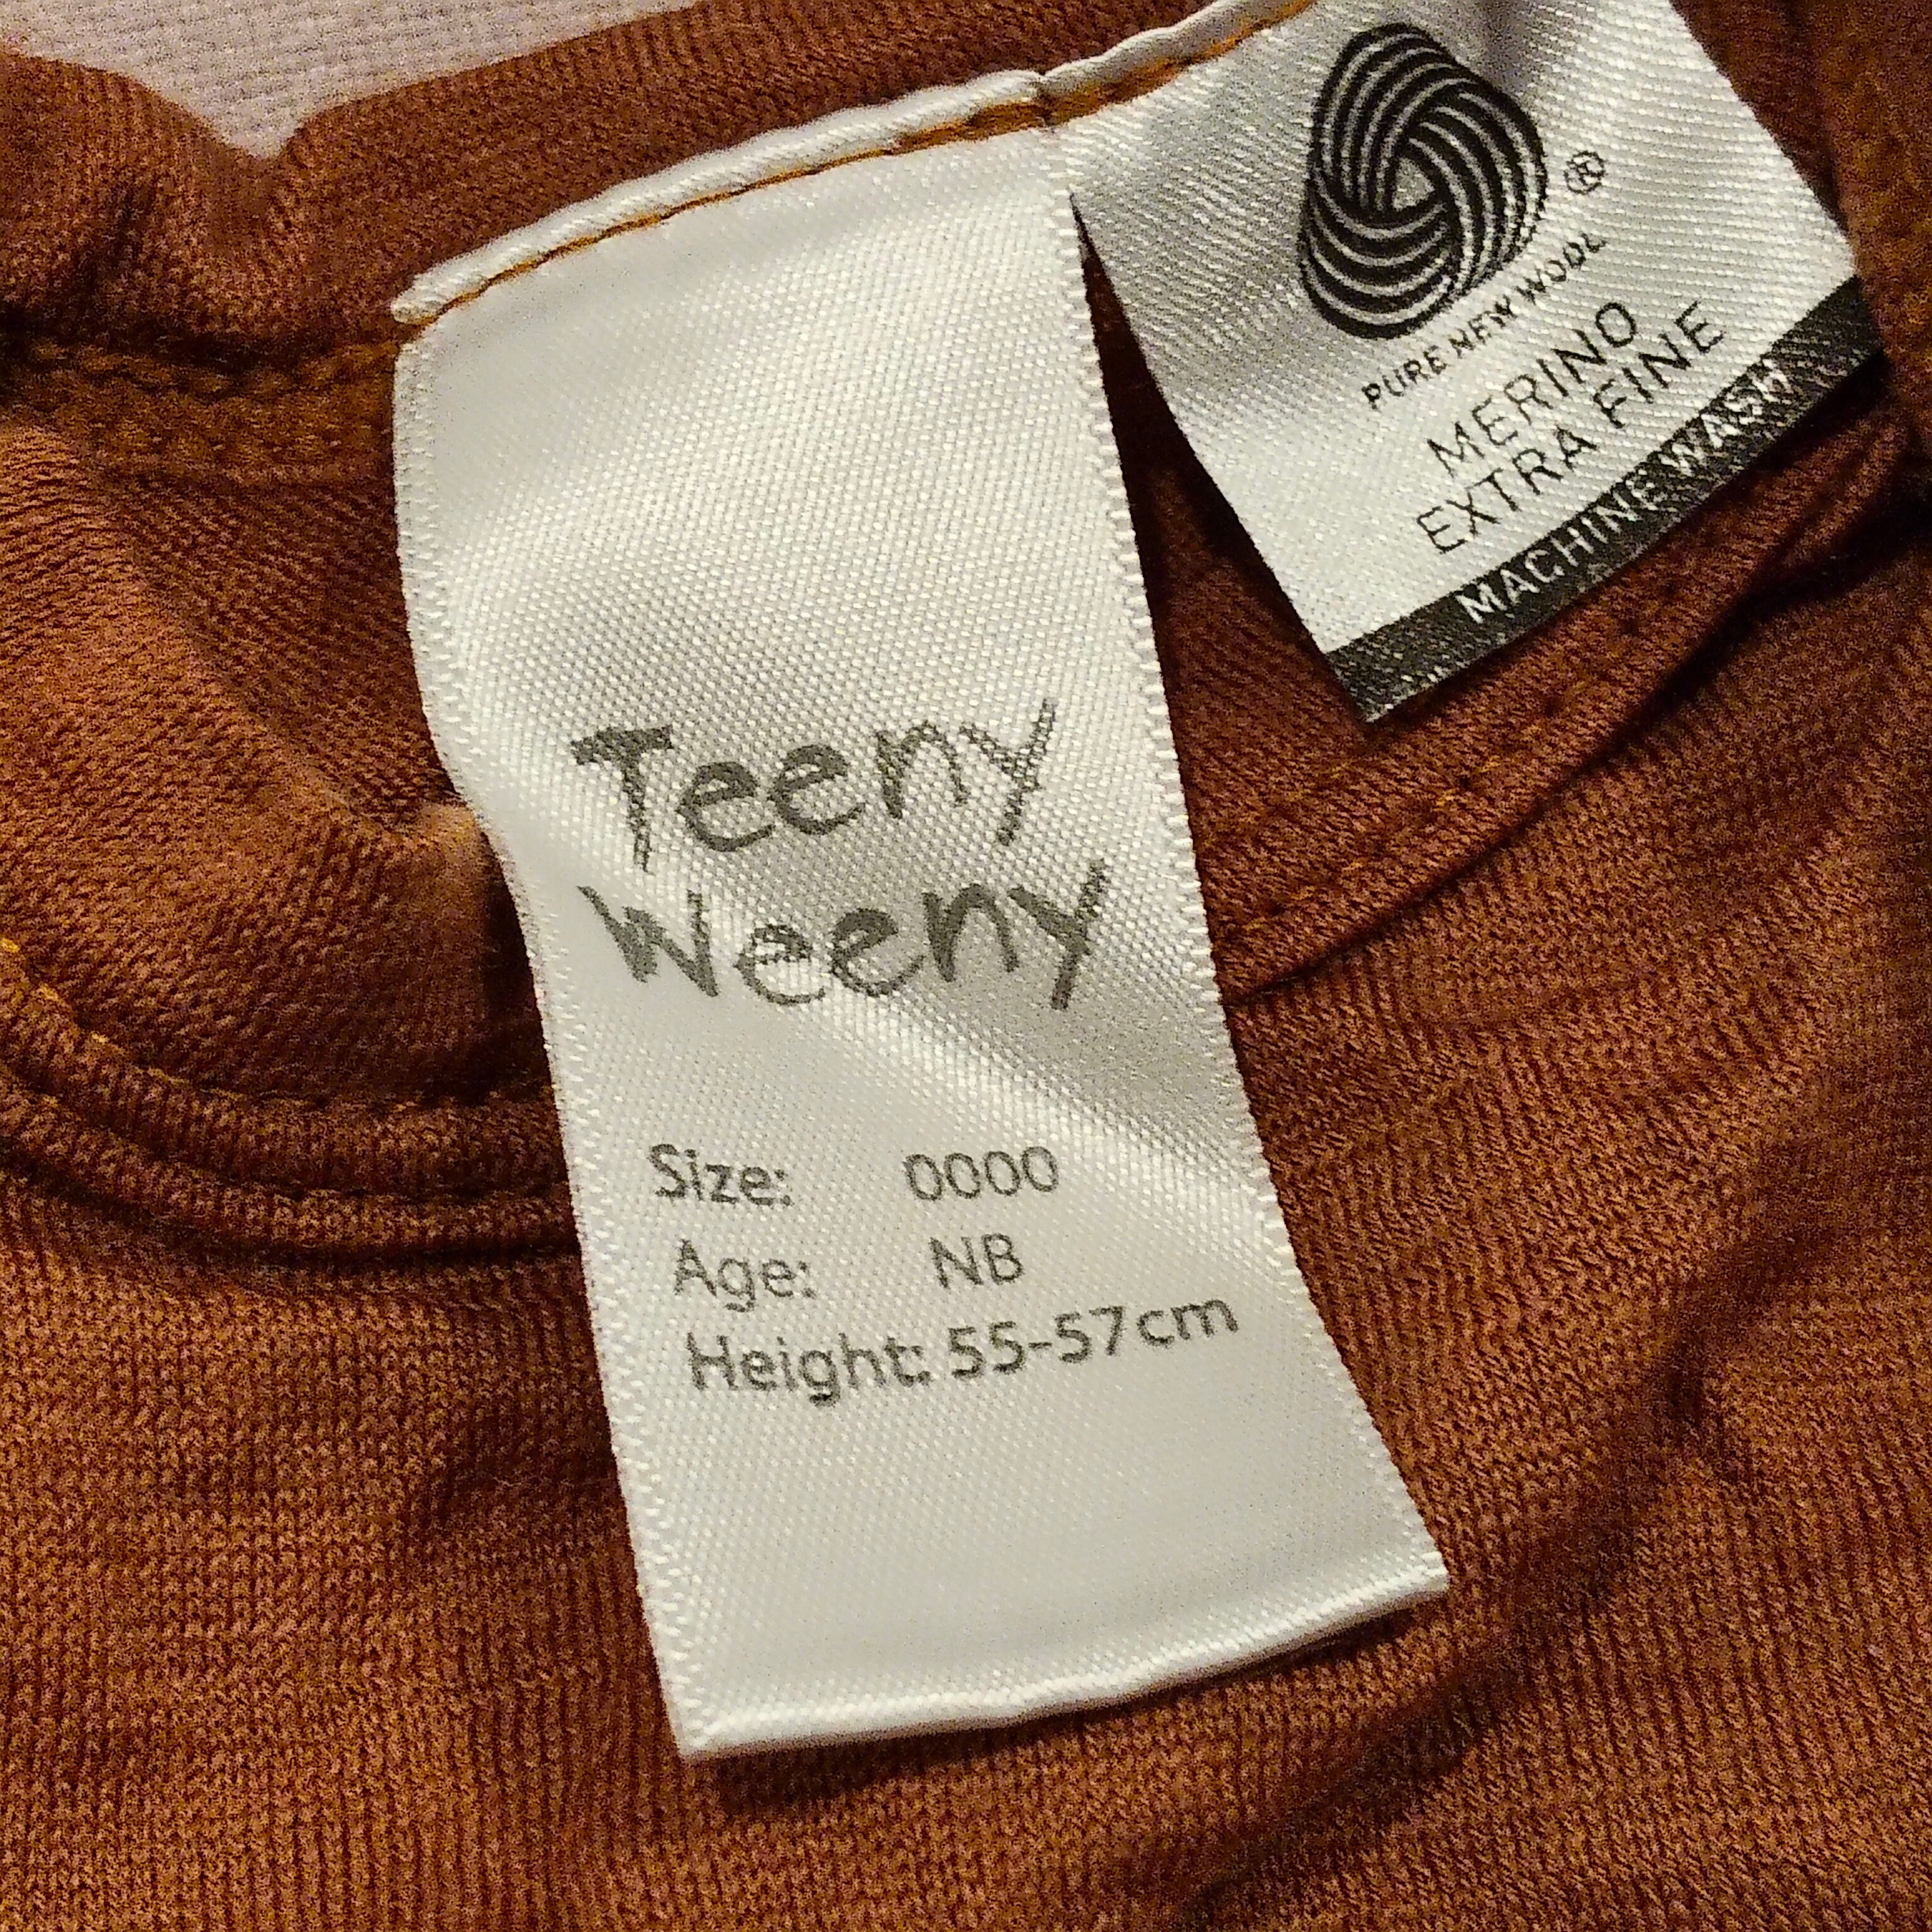 Teeny
Weeny
Size: 0000
Age: NB
Height: 55-57cm
®
PURE NEW WOOL
MERINO
EXTRA FINE
MACHINE WASH